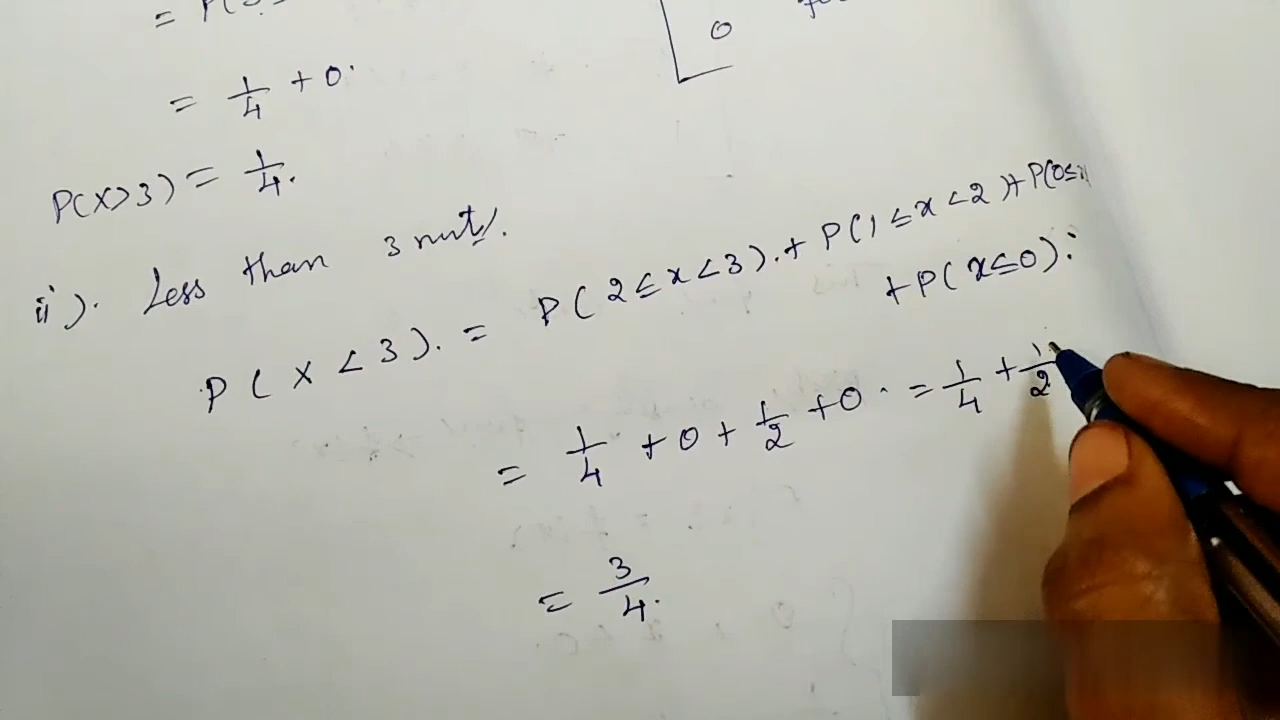 = P(
0
= 1/4 + 0.
P(X>3) = 1/4.
ii). Less than 3 mnts.
P(X < 3). = P(2 ≤ x < 3). + P(1 ≤ x < 2) + P(0≤x
+ P(x≤0).
= 1/4 + 0 + 1/2 + 0. = 1/4 + 1/2
= 3/4.